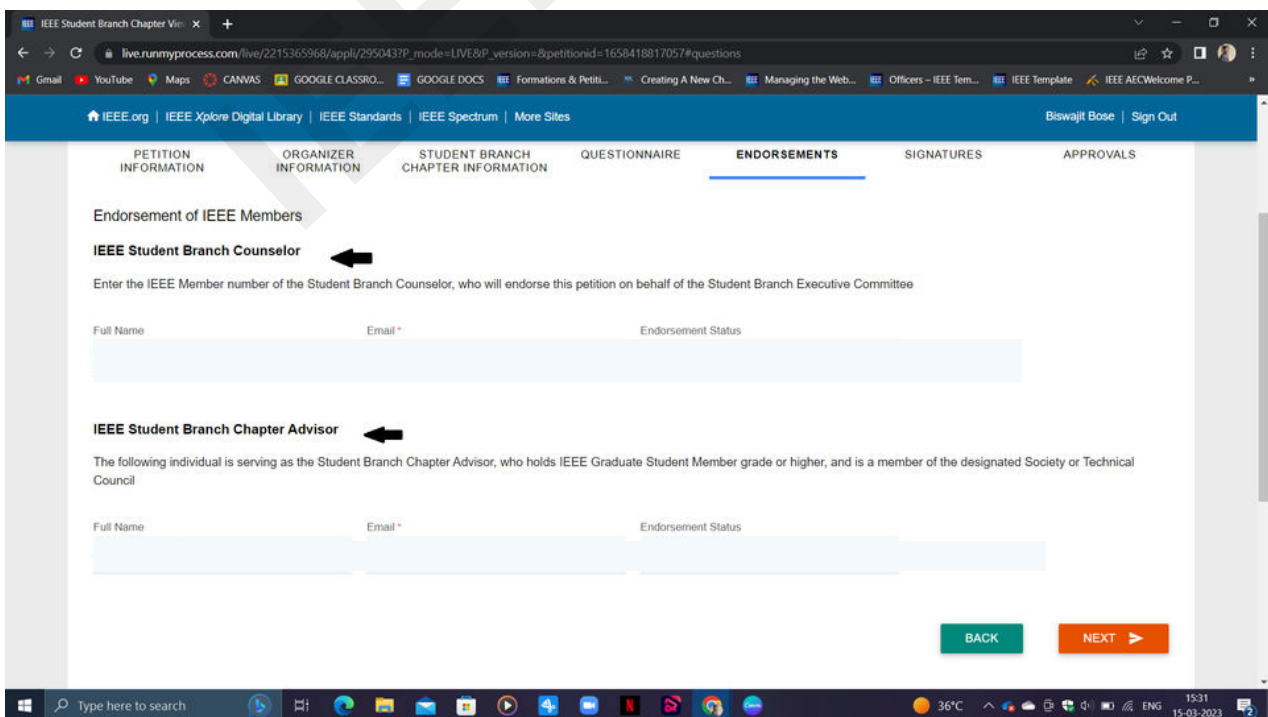 IEEE Student Branch Chapter Vie
live.runmyprocess.com/live/2215365968/appli/295043?P_mode=LIVE&P_version=&petitionid=1658418817057#questions
Gmail YouTube Maps CANVAS GOOGLE CLASSRO... GOOGLE DOCS Formations & Petiti... Creating A New Ch... Managing the Web... Officers – IEEE Tem... IEEE Template IEEE AECWelcome P... »
IEEE.org | IEEE Xplore Digital Library | IEEE Standards | IEEE Spectrum | More Sites Biswajit Bose | Sign Out
PETITION INFORMATION
ORGANIZER INFORMATION
STUDENT BRANCH CHAPTER INFORMATION
QUESTIONNAIRE
ENDORSEMENTS
SIGNATURES
APPROVALS
Endorsement of IEEE Members
IEEE Student Branch Counselor
Enter the IEEE Member number of the Student Branch Counselor, who will endorse this petition on behalf of the Student Branch Executive Committee
Full Name Email * Endorsement Status
IEEE Student Branch Chapter Advisor
The following individual is serving as the Student Branch Chapter Advisor, who holds IEEE Graduate Student Member grade or higher, and is a member of the designated Society or Technical
Council
Full Name Email * Endorsement Status
BACK NEXT
Type here to search
36°C ENG 15:31
15-03-2023